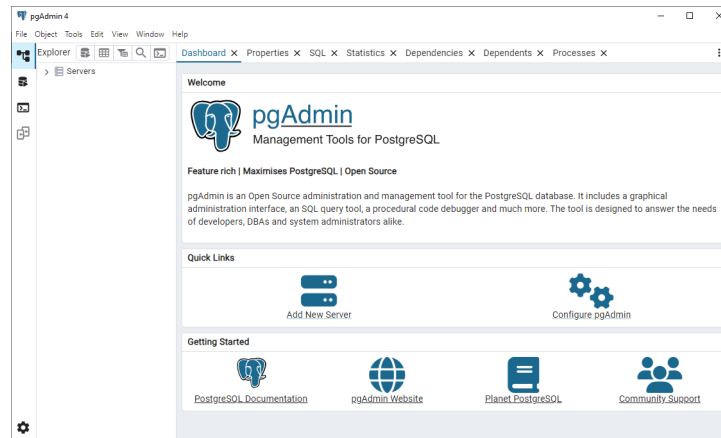 pgAdmin 4
File Object Tools Edit View Window Help
Explorer
Dashboard Properties SQL Statistics Dependencies Dependents Processes
Servers
Welcome
pgAdmin
Management Tools for PostgreSQL
Feature rich | Maximises PostgreSQL | Open Source
pgAdmin is an Open Source administration and management tool for the PostgreSQL database. It includes a graphical
administration interface, an SQL query tool, a procedural code debugger and much more. The tool is designed to answer the needs
of developers, DBAs and system administrators alike.
Quick Links
Add New Server
Configure pgAdmin
Getting Started
PostgreSQL Documentation
pgAdmin Website
Planet PostgreSQL
Community Support